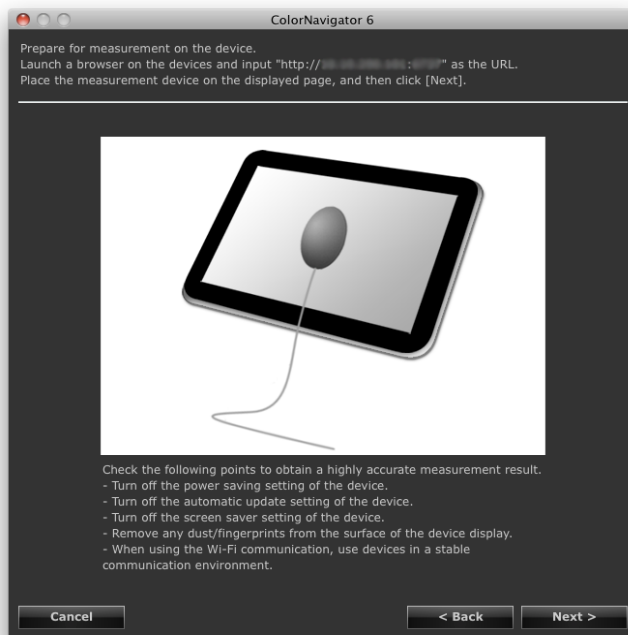 ColorNavigator 6
Prepare for measurement on the device.
Launch a browser on the devices and input "http:// : " as the URL.
Place the measurement device on the displayed page, and then click [Next].
Check the following points to obtain a highly accurate measurement result.
- Turn off the power saving setting of the device.
- Turn off the automatic update setting of the device.
- Turn off the screen saver setting of the device.
- Remove any dust/fingerprints from the surface of the device display.
- When using the Wi-Fi communication, use devices in a stable
communication environment.
Cancel
< Back
Next >